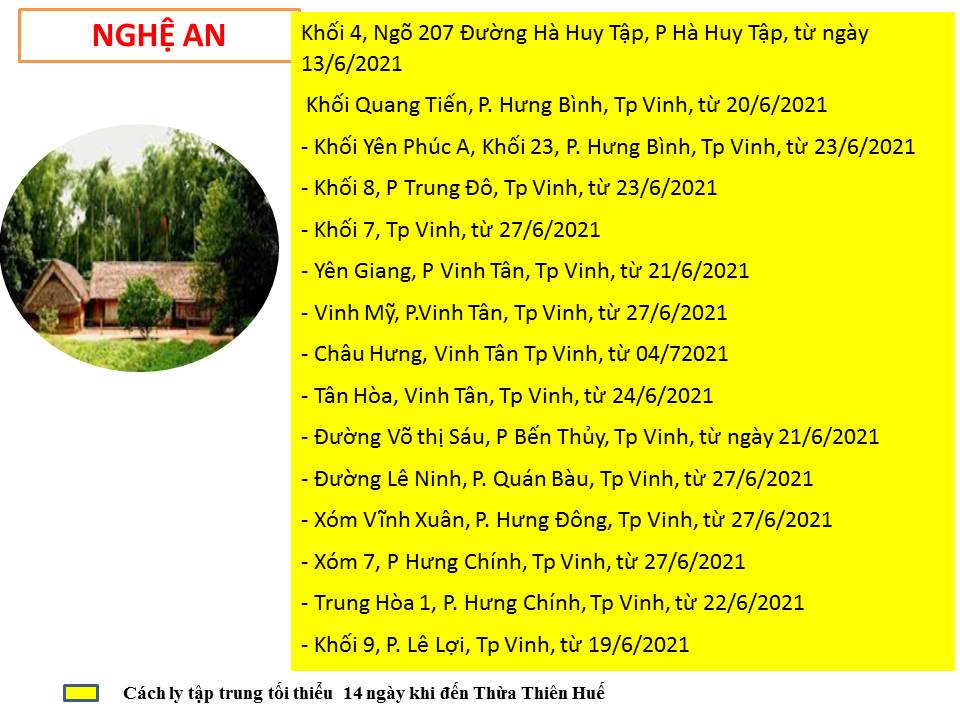 NGHỆ AN
Khối 4, Ngõ 207 Đường Hà Huy Tập, P Hà Huy Tập, từ ngày
13/6/2021
Khối Quang Tiến, P. Hưng Bình, Tp Vinh, từ 20/6/2021
- Khối Yên Phúc A, Khối 23, P. Hưng Bình, Tp Vinh, từ 23/6/2021
- Khối 8, P Trung Đô, Tp Vinh, từ 23/6/2021
- Khối 7, Tp Vinh, từ 27/6/2021
- Yên Giang, P Vinh Tân, Tp Vinh, từ 21/6/2021
- Vinh Mỹ, P.Vinh Tân, Tp Vinh, từ 27/6/2021
- Châu Hưng, Vinh Tân Tp Vinh, từ 04/72021
- Tân Hòa, Vinh Tân, Tp Vinh, từ 24/6/2021
- Đường Võ thị Sáu, P Bến Thủy, Tp Vinh, từ ngày 21/6/2021
- Đường Lê Ninh, P. Quán Bàu, Tp Vinh, từ 27/6/2021
- Xóm Vĩnh Xuân, P. Hưng Đông, Tp Vinh, từ 27/6/2021
- Xóm 7, P Hưng Chính, Tp Vinh, từ 27/6/2021
- Trung Hòa 1, P. Hưng Chính, Tp Vinh, từ 22/6/2021
- Khối 9, P. Lê Lợi, Tp Vinh, từ 19/6/2021
Cách ly tập trung tối thiểu 14 ngày khi đến Thừa Thiên Huế